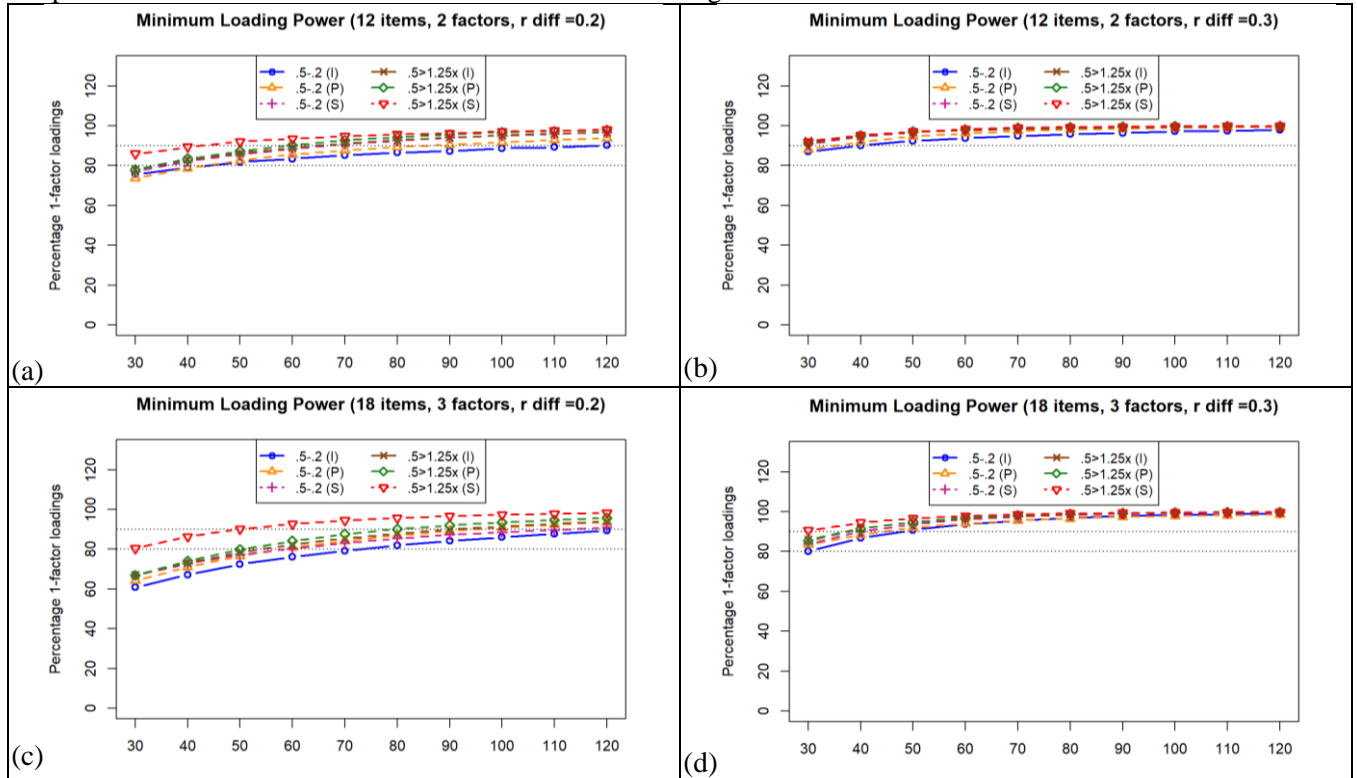 Minimum Loading Power (12 items, 2 factors, r diff =0.2)
.5-.2 (I) .5>1.25x (I)
.5-.2 (P) .5>1.25x (P)
.5-.2 (S) .5>1.25x (S)
Percentage 1-factor loadings
120
100
80
60
40
20
0
30 40 50 60 70 80 90 100 110 120
(a)
Minimum Loading Power (12 items, 2 factors, r diff =0.3)
.5-.2 (I) .5>1.25x (I)
.5-.2 (P) .5>1.25x (P)
.5-.2 (S) .5>1.25x (S)
Percentage 1-factor loadings
120
100
80
60
40
20
0
30 40 50 60 70 80 90 100 110 120
(b)
Minimum Loading Power (18 items, 3 factors, r diff =0.2)
.5-.2 (I) .5>1.25x (I)
.5-.2 (P) .5>1.25x (P)
.5-.2 (S) .5>1.25x (S)
Percentage 1-factor loadings
120
100
80
60
40
20
0
30 40 50 60 70 80 90 100 110 120
(c)
Minimum Loading Power (18 items, 3 factors, r diff =0.3)
.5-.2 (I) .5>1.25x (I)
.5-.2 (P) .5>1.25x (P)
.5-.2 (S) .5>1.25x (S)
Percentage 1-factor loadings
120
100
80
60
40
20
0
30 40 50 60 70 80 90 100 110 120
(d)